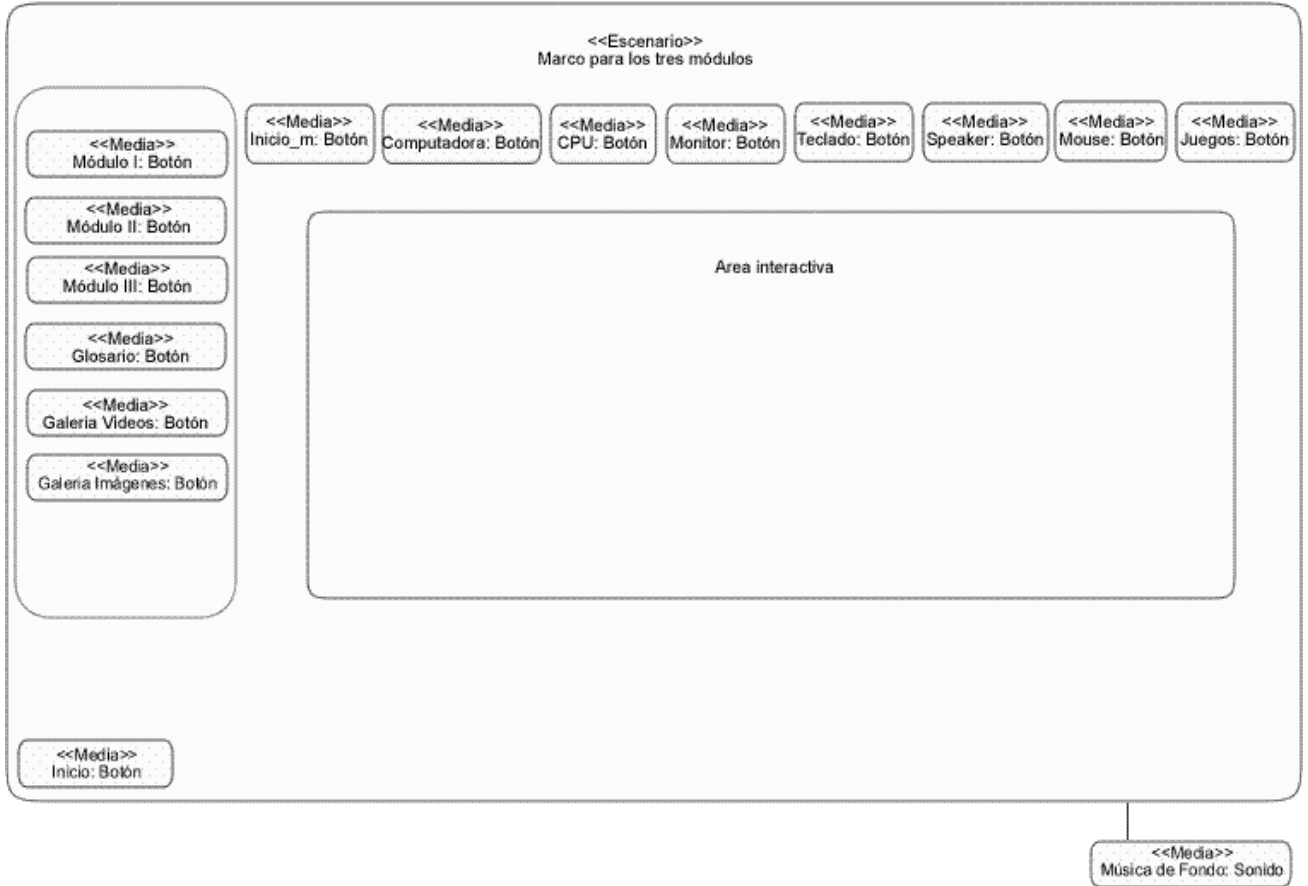 <<Escenario>>
Marco para los tres módulos
<<Media>>
Módulo I: Botón
<<Media>>
Módulo II: Botón
<<Media>>
Módulo III: Botón
<<Media>>
Glosario: Botón
<<Media>>
Galeria Videos: Botón
<<Media>>
Galeria Imágenes: Botón
<<Media>>
Inicio_m: Botón
<<Media>>
Computadora: Botón
<<Media>>
CPU: Botón
<<Media>>
Monitor: Botón
<<Media>>
Teclado: Botón
<<Media>>
Speaker: Botón
<<Media>>
Mouse: Botón
<<Media>>
Juegos: Botón
Area interactiva
<<Media>>
Inicio: Botón
<<Media>>
Música de Fondo: Sonido